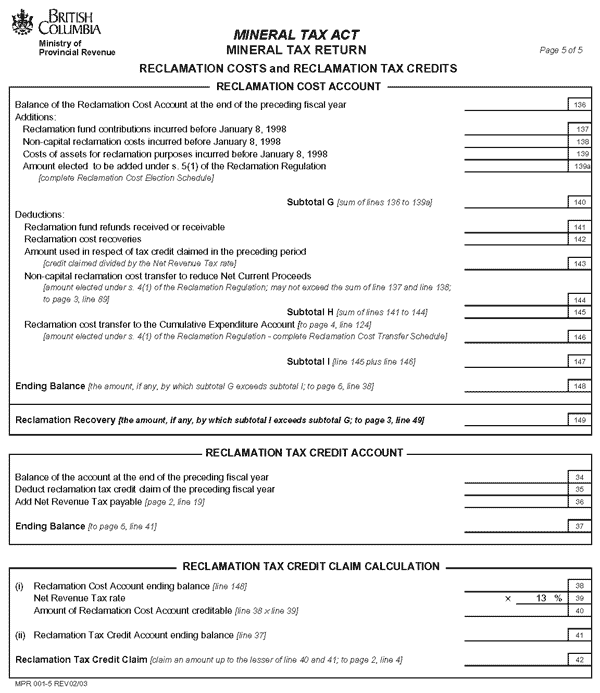 BRITISH
COLUMBIA
Ministry of
Provincial Revenue
MINERAL TAX ACT
MINERAL TAX RETURN
Page 5 of 5
RECLAMATION COSTS and RECLAMATION TAX CREDITS
RECLAMATION COST ACCOUNT
Balance of the Reclamation Cost Account at the end of the preceding fiscal year 136
Additions:
Reclamation fund contributions incurred before January 8, 1998 137
Non-capital reclamation costs incurred before January 8, 1998 138
Costs of assets for reclamation purposes incurred before January 8, 1998 139
Amount elected to be added under s. 5(1) of the Reclamation Regulation 139a
[complete Reclamation Cost Election Schedule]
Subtotal G [sum of lines 136 to 139a] 140
Deductions:
Reclamation fund refunds received or receivable 141
Reclamation cost recoveries 142
Amount used in respect of tax credit claimed in the preceding period
[credit claimed divided by the Net Revenue Tax rate] 143
Non-capital reclamation cost transfer to reduce Net Current Proceeds
[amount elected under s. 4(1) of the Reclamation Regulation; may not exceed the sum of line 137 and line 138;
to page 3, line 89] 144
Subtotal H [sum of lines 141 to 144] 145
Reclamation cost transfer to the Cumulative Expenditure Account [to page 4, line 124]
[amount elected under s. 4(1) of the Reclamation Regulation - complete Reclamation Cost Transfer Schedule] 146
Subtotal I [line 145 plus line 146] 147
Ending Balance [the amount, if any, by which subtotal G exceeds subtotal I; to page 5, line 38] 148
Reclamation Recovery [the amount, if any, by which subtotal I exceeds subtotal G; to page 3, line 49] 149
RECLAMATION TAX CREDIT ACCOUNT
Balance of the account at the end of the preceding fiscal year 34
Deduct reclamation tax credit claim of the preceding fiscal year 35
Add Net Revenue Tax payable [page 2, line 19] 36
Ending Balance [to page 5, line 41] 37
RECLAMATION TAX CREDIT CLAIM CALCULATION
(i) Reclamation Cost Account ending balance [line 148] 38
Net Revenue Tax rate × 13 % 39
Amount of Reclamation Cost Account creditable [line 38 x line 39] 40
(ii) Reclamation Tax Credit Account ending balance [line 37] 41
Reclamation Tax Credit Claim [claim an amount up to the lesser of line 40 and 41; to page 2, line 4] 42
MPR 001-5 REV02/03